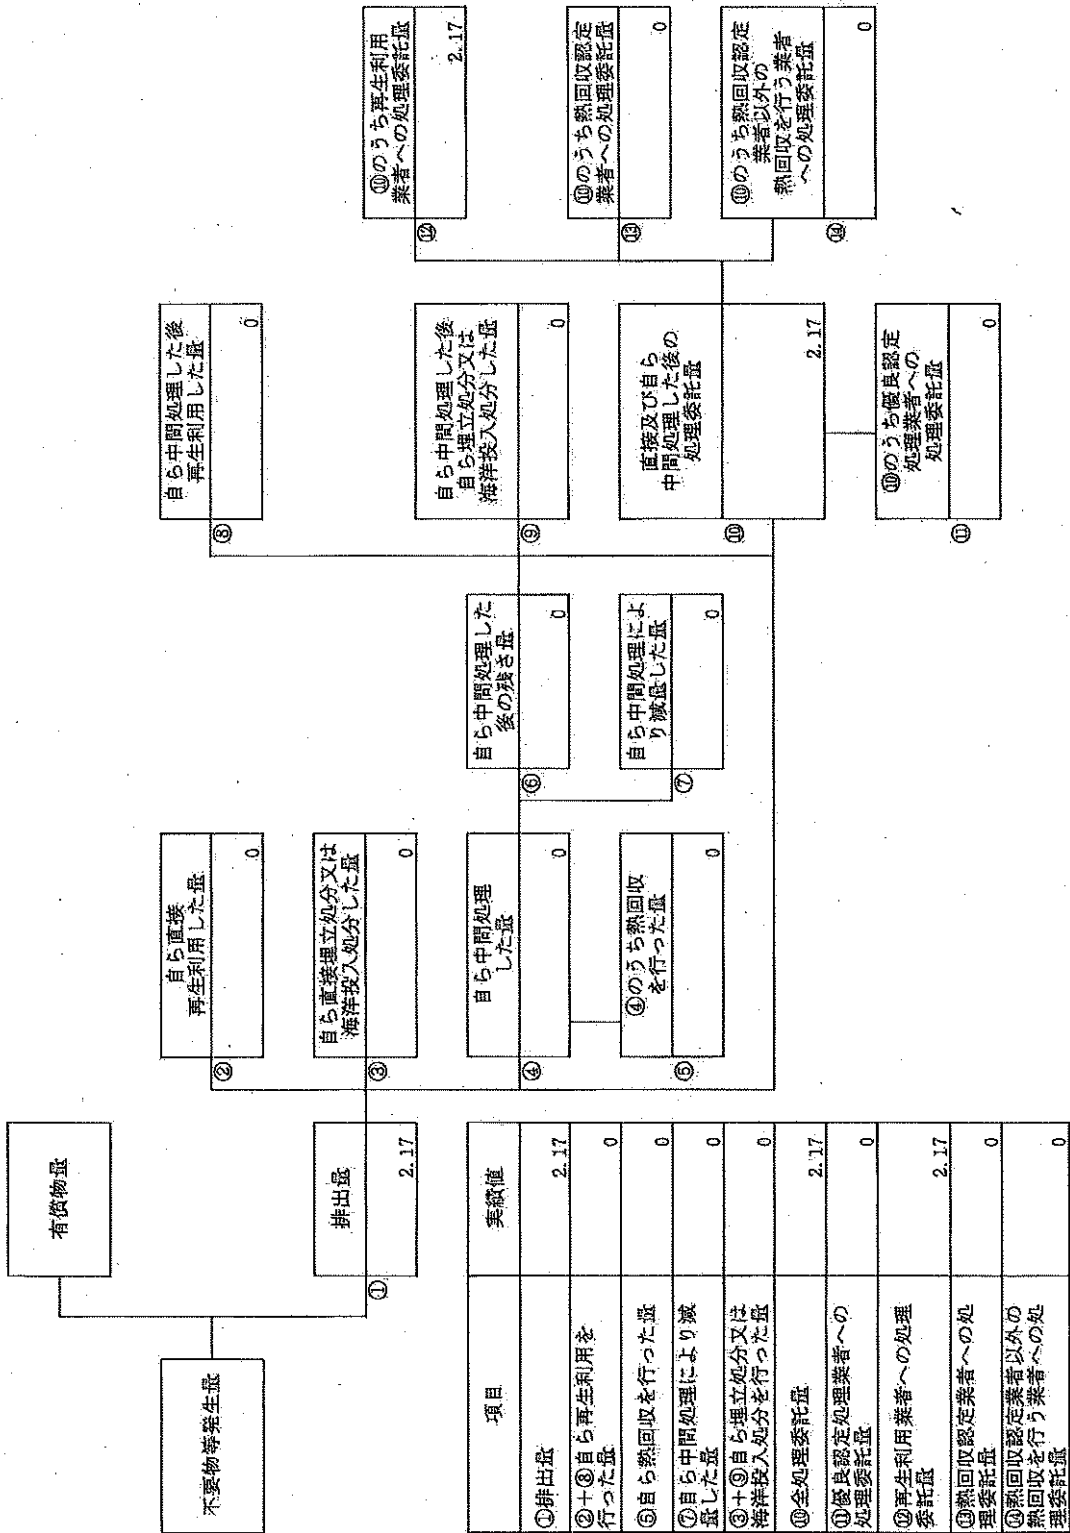 有償物量
不要物等発生量
①
排出量
2.17
②
自ら直接
再生利用した量
0
③
自ら直接埋立処分又は
海洋投入処分した量
0
④
自ら中間処理
した量
0
⑤
④のうち熱回収
を行った量
0
⑥
自ら中間処理した
後の残さ量
0
⑦
自ら中間処理によ
り減量した量
0
⑧
自ら中間処理した後
再生利用した量
0
⑨
自ら中間処理した後
自ら埋立処分又は
海洋投入処分した量
0
⑩
直接及び自ら
中間処理した後の
処理委託量
2.17
⑪
⑩のうち優良認定
処理業者への
処理委託量
0
⑫
⑩のうち再生利用
業者への処理委託量
2.17
⑬
⑩のうち熱回収認定
業者への処理委託量
0
⑭
⑩のうち熱回収認定
業者以外の
熱回収を行う業者
への処理委託量
0
項目 実績値
①排出量 2.17
②+⑧自ら再生利用を
行った量 0
⑤自ら熱回収を行った量 0
⑦自ら中間処理により減
量した量 0
③+⑨自ら埋立処分又は
海洋投入処分を行った量 0
⑩全処理委託量 2.17
⑪優良認定処理業者への
処理委託量 0
⑫再生利用業者への処理
委託量 2.17
⑬熱回収認定業者への処
理委託量 0
⑭熱回収認定業者以外の
熱回収を行う業者への処
理委託量 0